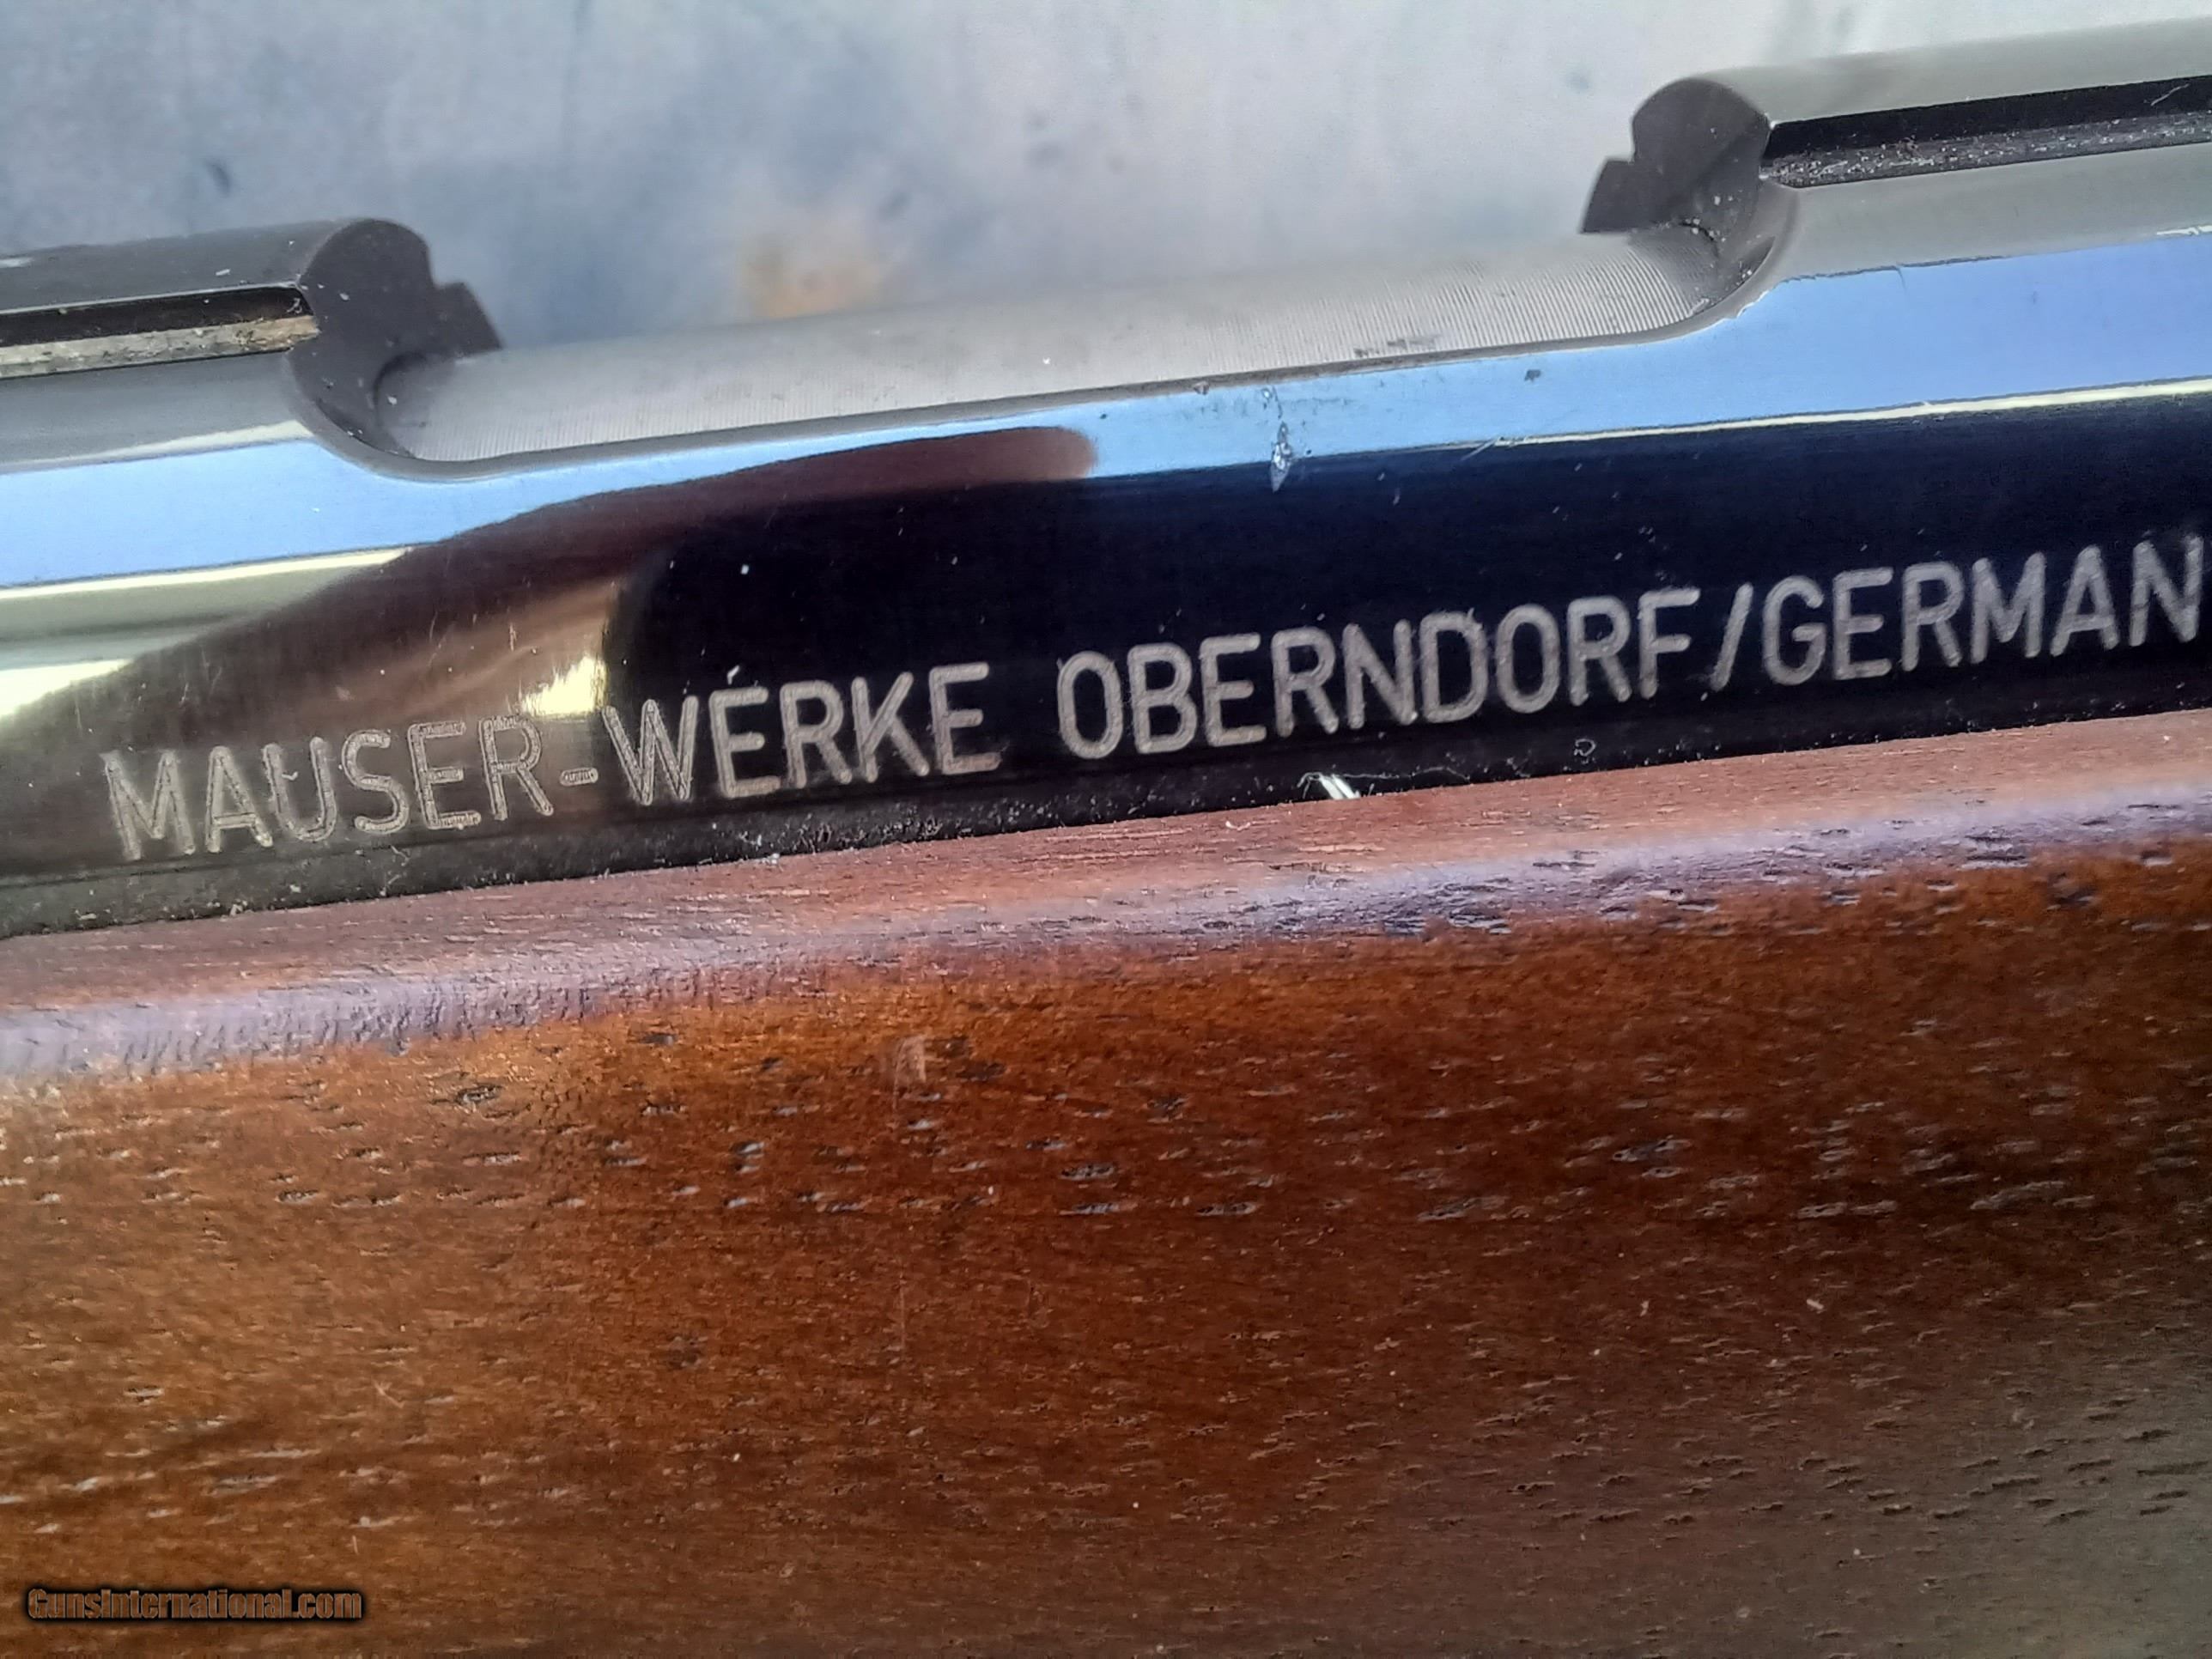 MAUSER-WERKE OBERNDORF/GERMAN
GunsInternational.com